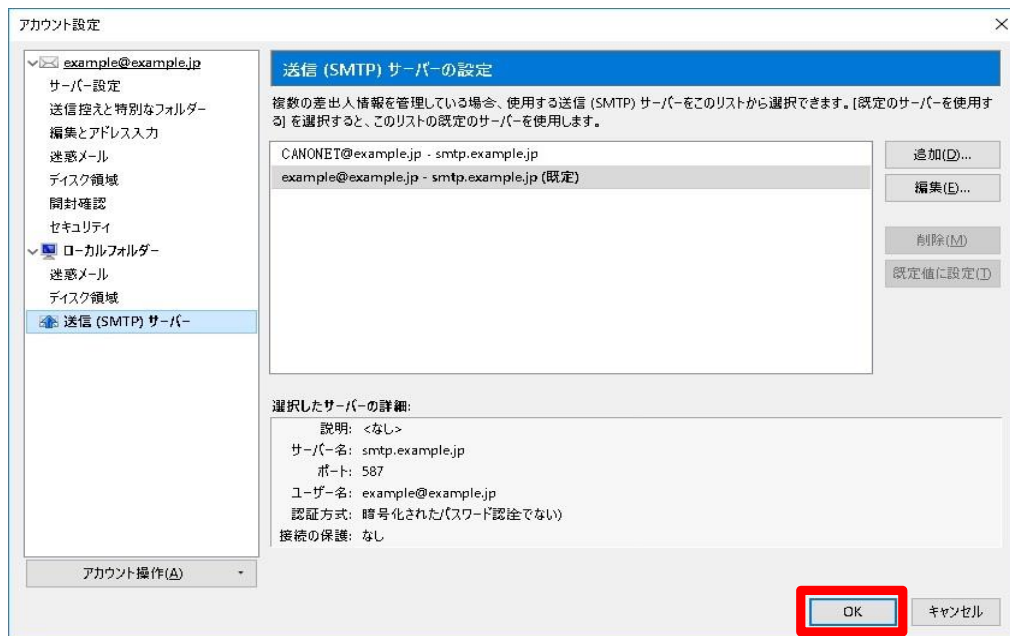 アカウント設定
example@example.jp
サーバー設定
送信控えと特別なフォルダー
編集とアドレス入力
迷惑メール
ディスク領域
開封確認
セキュリティ
ローカルフォルダー
迷惑メール
ディスク領域
送信 (SMTP) サーバー
アカウント操作(A)
送信 (SMTP) サーバーの設定
複数の差出人情報を管理している場合、使用する送信 (SMTP) サーバーをこのリストから選択できます。[既定のサーバーを使用す
る] を選択すると、このリストの既定のサーバーを使用します。
CANONET@example.jp - smtp.example.jp
example@example.jp - smtp.example.jp (既定)
追加(D)...
編集(E)...
削除(M)
既定値に設定(T)
選択したサーバーの詳細:
説明: <なし>
サーバー名: smtp.example.jp
ポート: 587
ユーザー名: example@example.jp
認証方式: 暗号化されたパスワード認全でない)
接続の保護: なし
OK
キャンセル